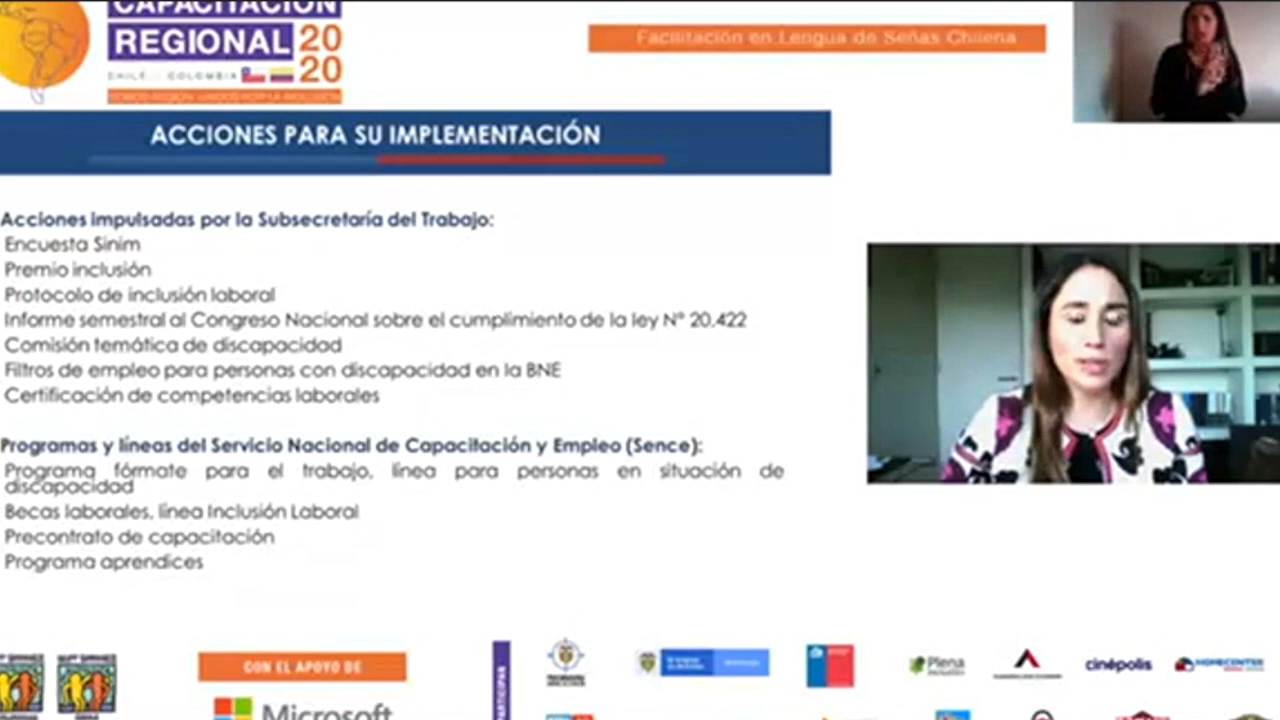 CAPACITACIÓN
REGIONAL 2020
CHILE COLOMBIA
Facilitación en Lengua de Señas Chilena
ACCIONES PARA SU IMPLEMENTACIÓN
Acciones impulsadas por la Subsecretaría del Trabajo:
Encuesta Sinim
Premio inclusión
Protocolo de inclusión laboral
Informe semestral al Congreso Nacional sobre el cumplimiento de la ley N° 20.422
Comisión temática de discapacidad
Filtros de empleo para personas con discapacidad en la BNE
Certificación de competencias laborales
Programas y líneas del Servicio Nacional de Capacitación y Empleo (Sence):
Programa fórmate para el trabajo, línea para personas en situación de
discapacidad
Becas laborales, línea Inclusión Laboral
Precontrato de capacitación
Programa aprendices
CON EL APOYO DE
Microsoft
Plena
cinépolis
HOMECENTER